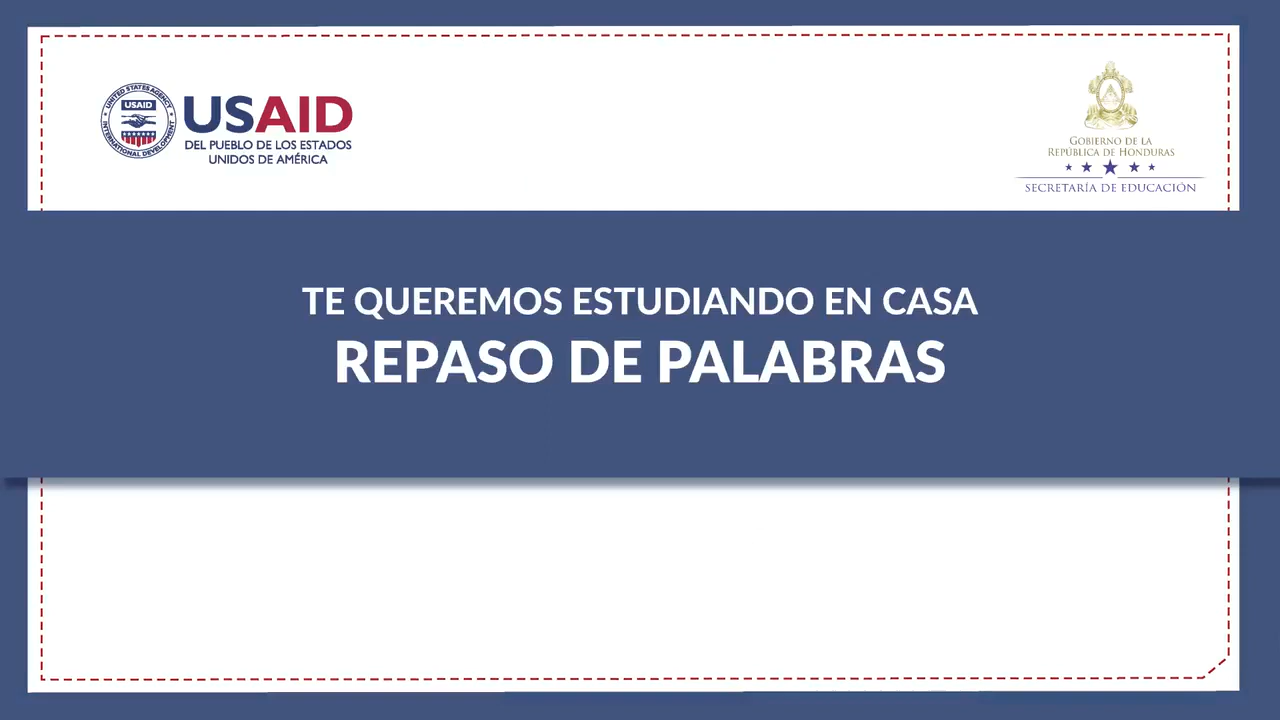 UNITED STATES AGENCY
USAID
INTERNATIONAL DEVELOPMENT
USAID
DEL PUEBLO DE LOS ESTADOS
UNIDOS DE AMÉRICA
GOBIERNO DE LA
REPÚBLICA DE HONDURAS
SECRETARÍA DE EDUCACIÓN
TE QUEREMOS ESTUDIANDO EN CASA
REPASO DE PALABRAS